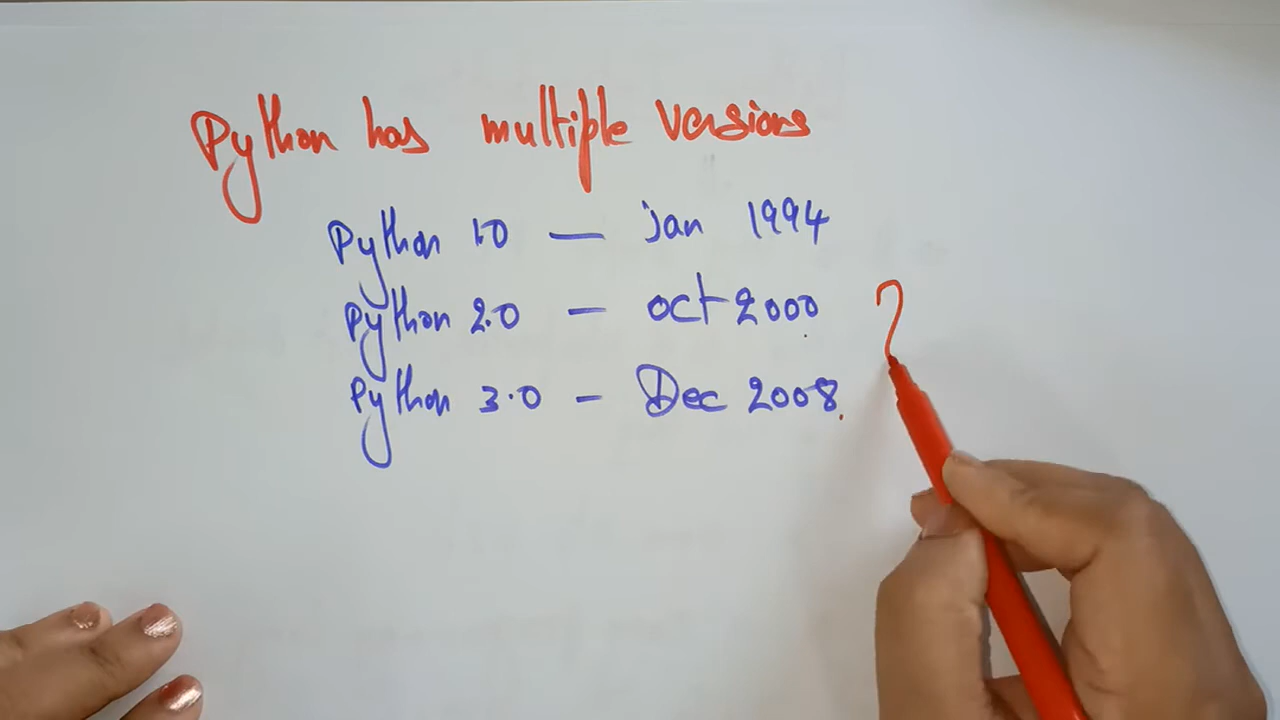 Python has multiple versions
Python 1.0 — jan 1994
Python 2.0 — oct 2000
Python 3.0 — Dec 2008
?